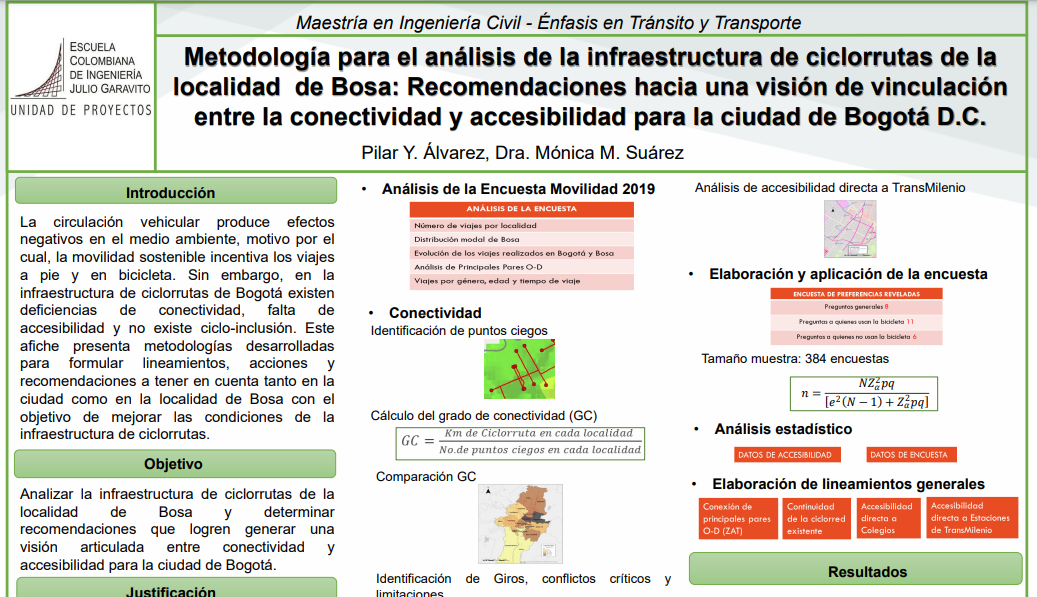 ESCUELA
COLOMBIANA
DE INGENIERÍA
JULIO GARAVITO
UNIDAD DE PROYECTOS
Maestría en Ingeniería Civil - Énfasis en Tránsito y Transporte
Metodología para el análisis de la infraestructura de ciclorrutas de la
localidad de Bosa: Recomendaciones hacia una visión de vinculación
entre la conectividad y accesibilidad para la ciudad de Bogotá D.C.
Pilar Y. Álvarez, Dra. Mónica M. Suárez
Introducción
La circulación vehicular produce efectos
negativos en el medio ambiente, motivo por el
cual, la movilidad sostenible incentiva los viajes
a pie y en bicicleta. Sin embargo, en la
infraestructura de ciclorrutas de Bogotá existen
deficiencias de conectividad, falta de
accesibilidad y no existe ciclo-inclusión. Este
afiche presenta metodologías desarrolladas
para formular lineamientos, acciones y
recomendaciones a tener en cuenta tanto en la
ciudad como en la localidad de Bosa con el
objetivo de mejorar las condiciones de la
infraestructura de ciclorrutas.
Objetivo
Analizar la infraestructura de ciclorrutas de la
localidad de Bosa y determinar
recomendaciones que logren generar una
visión articulada entre conectividad y
accesibilidad para la ciudad de Bogotá.
Justificación
• Análisis de la Encuesta Movilidad 2019
ANÁLISIS DE LA ENCUESTA
Número de viajes por localidad
Distribución modal de Bosa
Evolución de los viajes realizados en Bogotá y Bosa
Análisis de Principales Pares O-D
Viajes por género, edad y tiempo de viaje
• Conectividad
Identificación de puntos ciegos
Cálculo del grado de conectividad (GC)
GC = Km de Ciclorruta en cada localidad / No.de puntos ciegos en cada localidad
Comparación GC
Identificación de Giros, conflictos críticos y
limitaciones
Análisis de accesibilidad directa a TransMilenio
• Elaboración y aplicación de la encuesta
ENCUESTA DE PREFERENCIAS REVELADAS
Preguntas generales 8
Preguntas a quienes usan la bicicleta 11
Preguntas a quienes no usan la bicicleta 6
Tamaño muestra: 384 encuestas
n = NZ²αpq / [e²(N − 1) + Z²αpq]
• Análisis estadístico
DATOS DE ACCESIBILIDAD
DATOS DE ENCUESTA
• Elaboración de lineamientos generales
Conexión de
principales pares
O-D (ZAT)
Continuidad
de la ciclorred
existente
Accesibilidad
directa a
Colegios
Accesibilidad
directa a Estaciones
de TransMilenio
Resultados